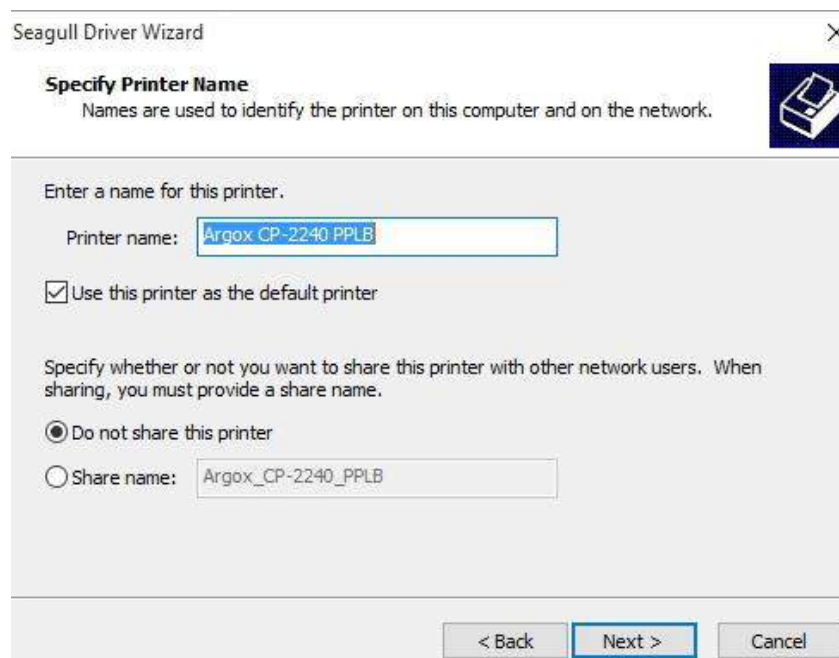 Seagull Driver Wizard
Specify Printer Name
Names are used to identify the printer on this computer and on the network.
Enter a name for this printer.
Printer name: Argox CP-2240 PPLB
Use this printer as the default printer
Specify whether or not you want to share this printer with other network users.  When
sharing, you must provide a share name.
Do not share this printer
Share name: Argox_CP-2240_PPLB
< Back Next > Cancel